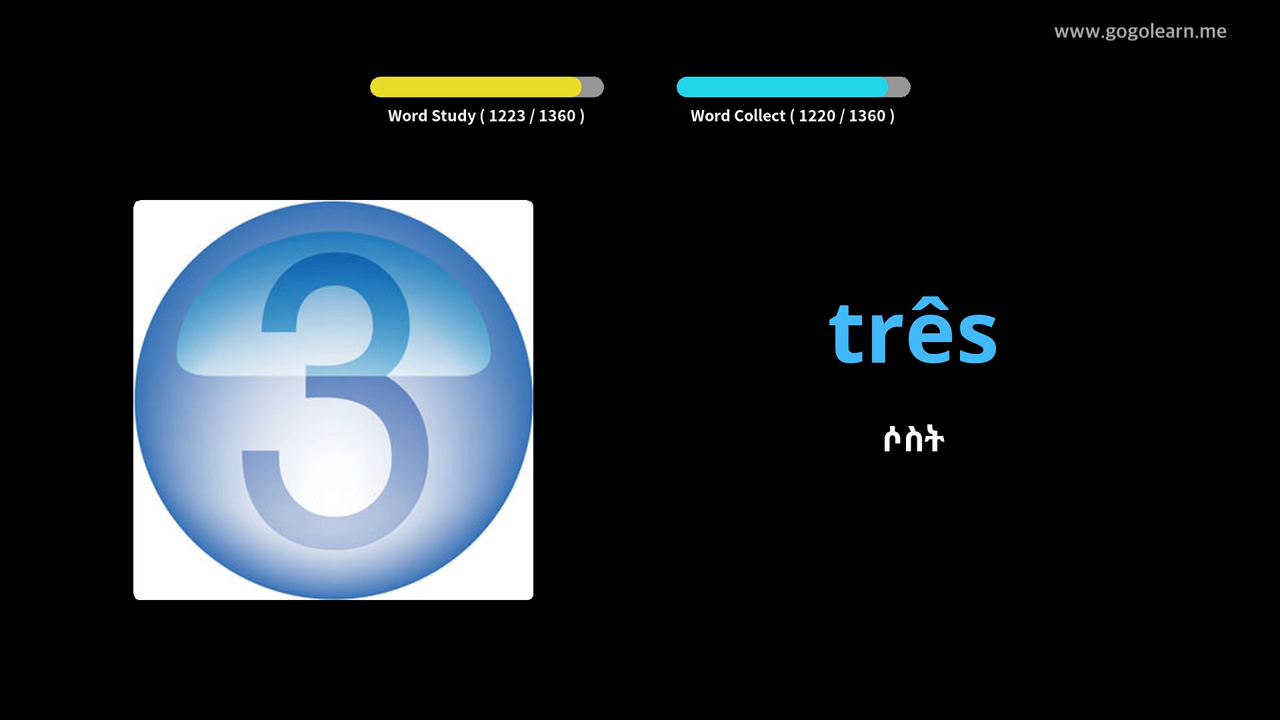 www.gogolearn.me
Word Study ( 1223 / 1360 )
Word Collect ( 1220 / 1360 )
3
três
ሶስት